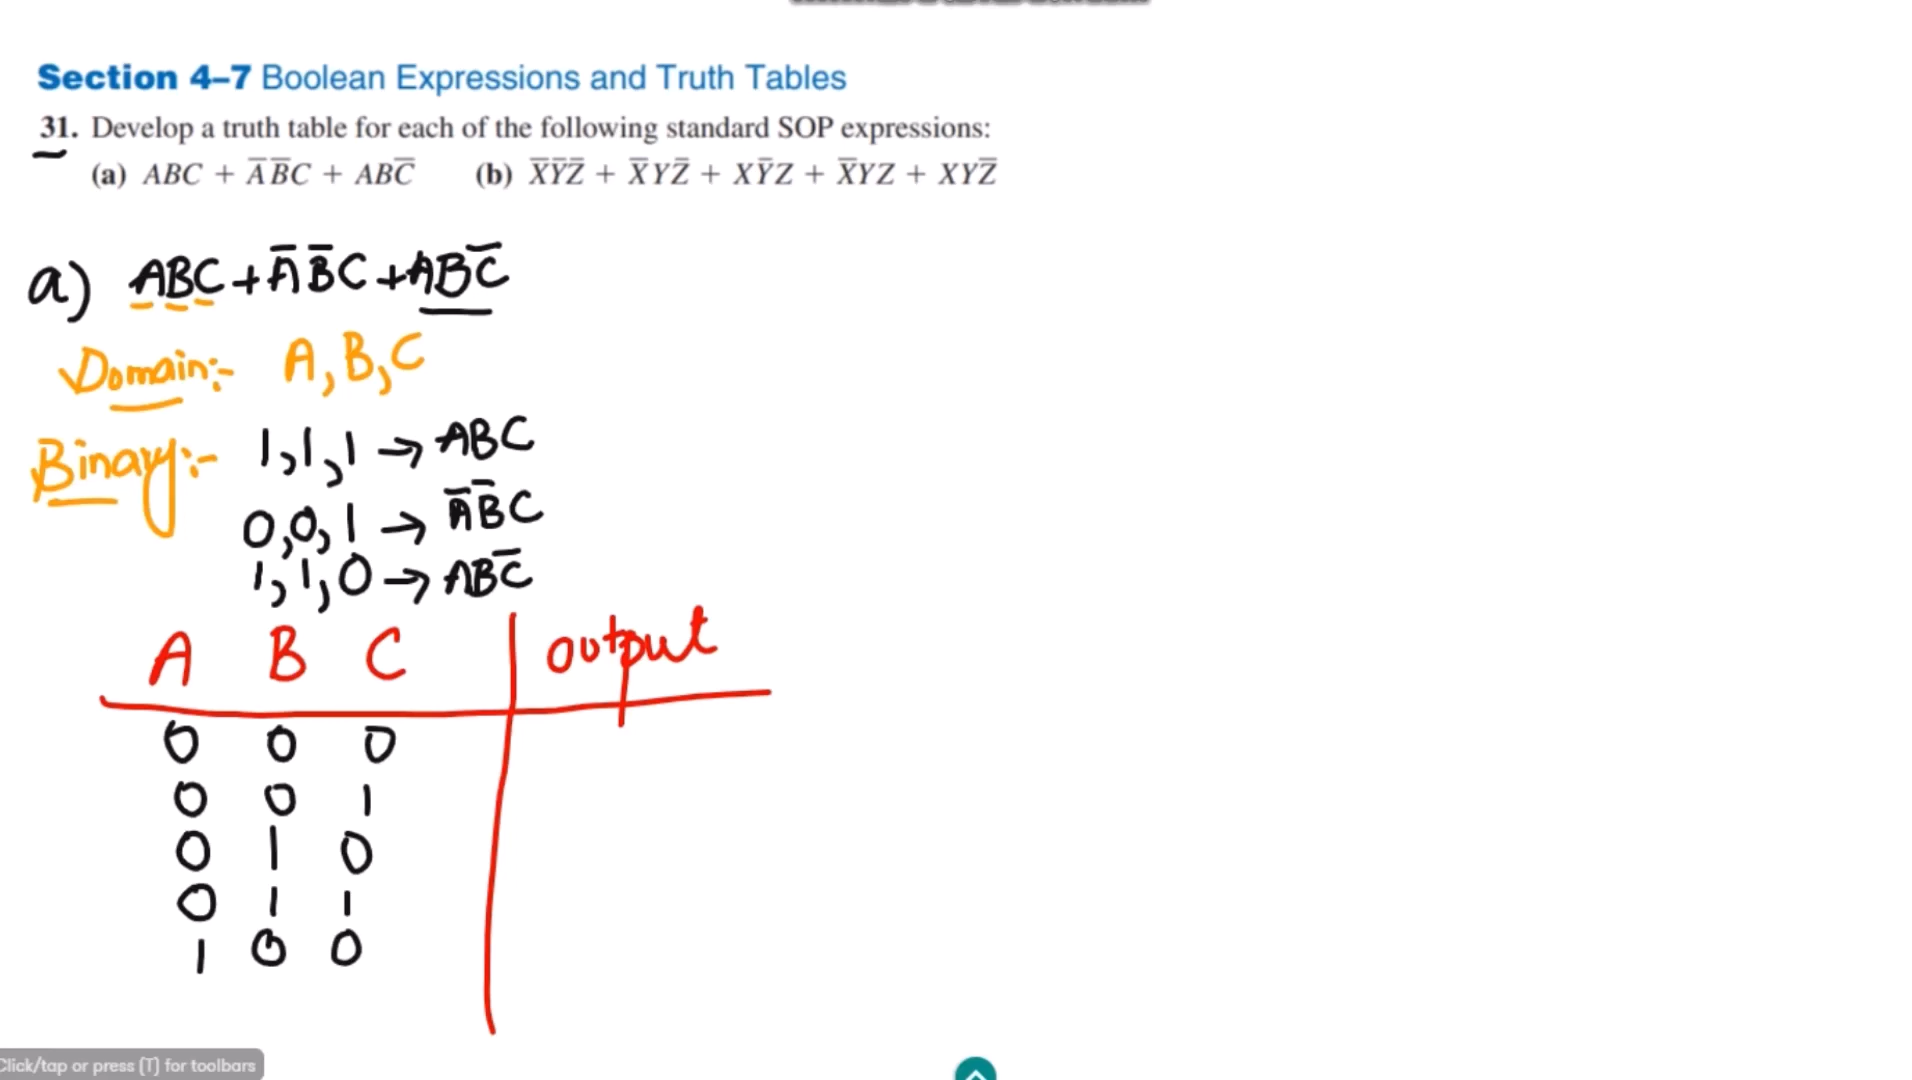 Section 4–7 Boolean Expressions and Truth Tables
31. Develop a truth table for each of the following standard SOP expressions:
(a) ABC + A̅B̅C + ABC̅ (b) X̅Y̅Z̅ + X̅YZ̅ + XY̅Z + X̅YZ + XYZ̅
a) ABC + A̅B̅C + ABC̅
Domain:- A, B, C
Binary:- 1,1,1 → ABC
0,0,1 → A̅B̅C
1,1,0 → ABC̅
A B C output
0 0 0
0 0 1
0 1 0
0 1 1
1 0 0
Click/tap or press (T) for toolbars